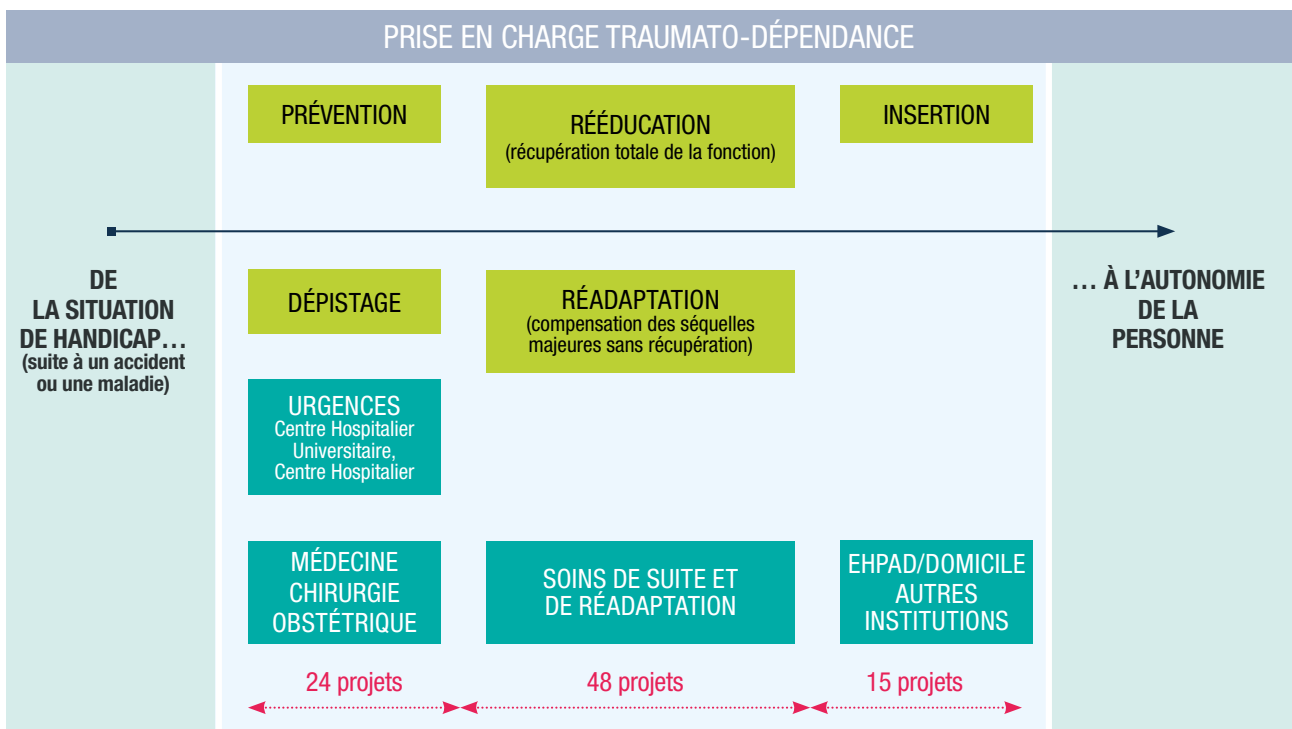 PRISE EN CHARGE TRAUMATO-DÉPENDANCE
PRÉVENTION
RÉÉDUCATION
(récupération totale de la fonction)
INSERTION
DE
LA SITUATION
DE HANDICAP…
(suite à un accident
ou une maladie)
DÉPISTAGE
RÉADAPTATION
(compensation des séquelles
majeures sans récupération)
… À L'AUTONOMIE
DE LA
PERSONNE
URGENCES
Centre Hospitalier
Universitaire,
Centre Hospitalier
MÉDECINE
CHIRURGIE
OBSTÉTRIQUE
SOINS DE SUITE ET
DE RÉADAPTATION
EHPAD/DOMICILE
AUTRES
INSTITUTIONS
24 projets
48 projets
15 projets